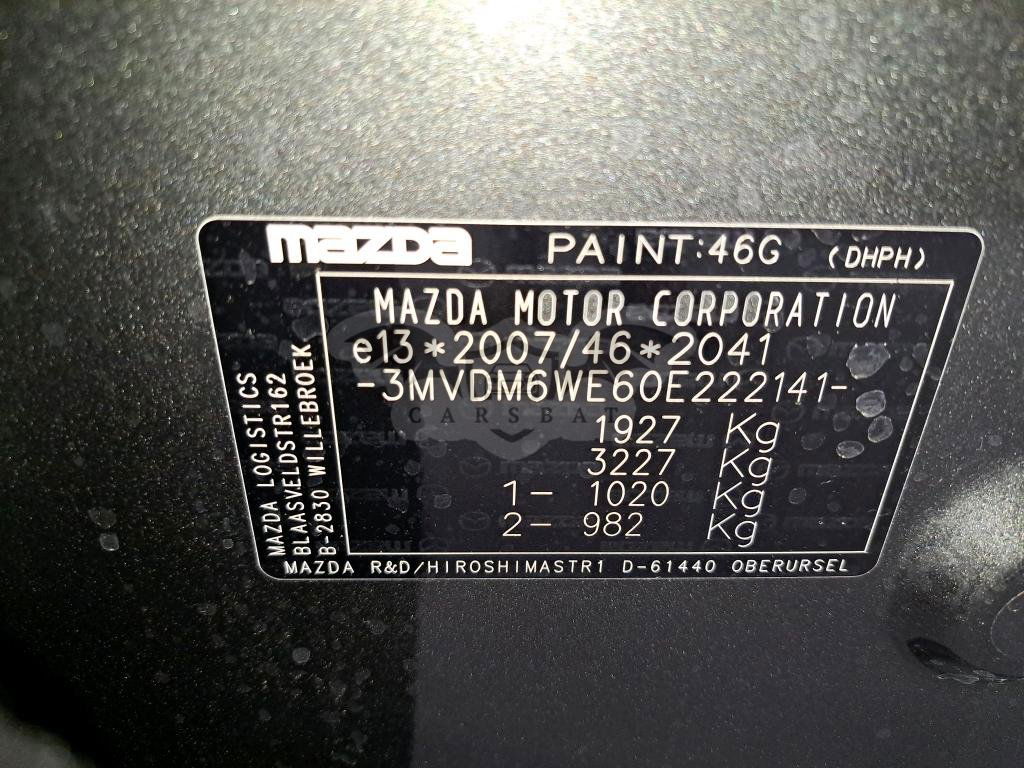 mazda PAINT:46G (DHPH)
MAZDA MOTOR CORPORATION
e13*2007/46*2041
-3MVDM6WE60E222141-
CARSBAT
1927 Kg
3227 Kg
1- 1020 Kg
2- 982 Kg
MAZDA LOGISTICS
BLAASVELDSTR162
B-2830 WILLEBROEK
MAZDA R&D/HIROSHIMASTR1 D-61440 OBERURSEL